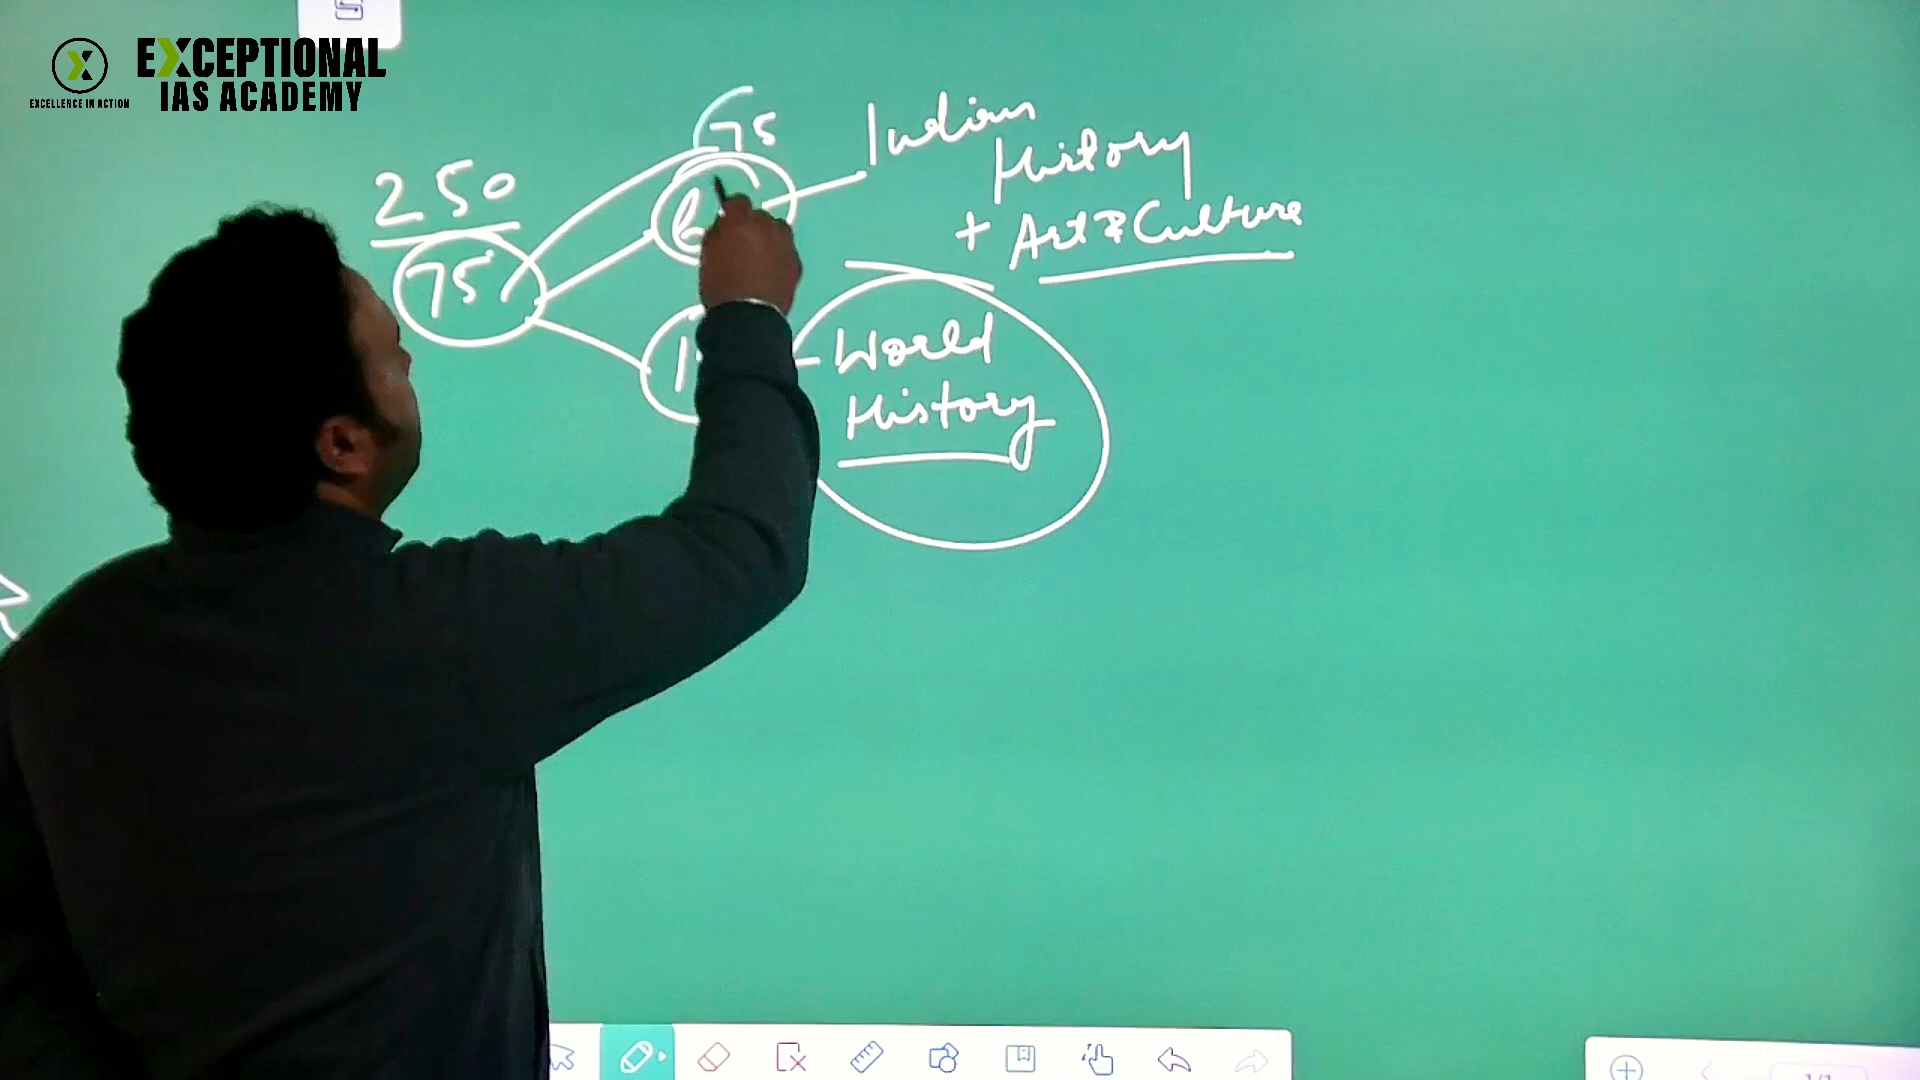 EXCEPTIONAL
IAS ACADEMY
EXCELLENCE IN ACTION
250
75
75
Indian
History
+ Art & Culture
World
History